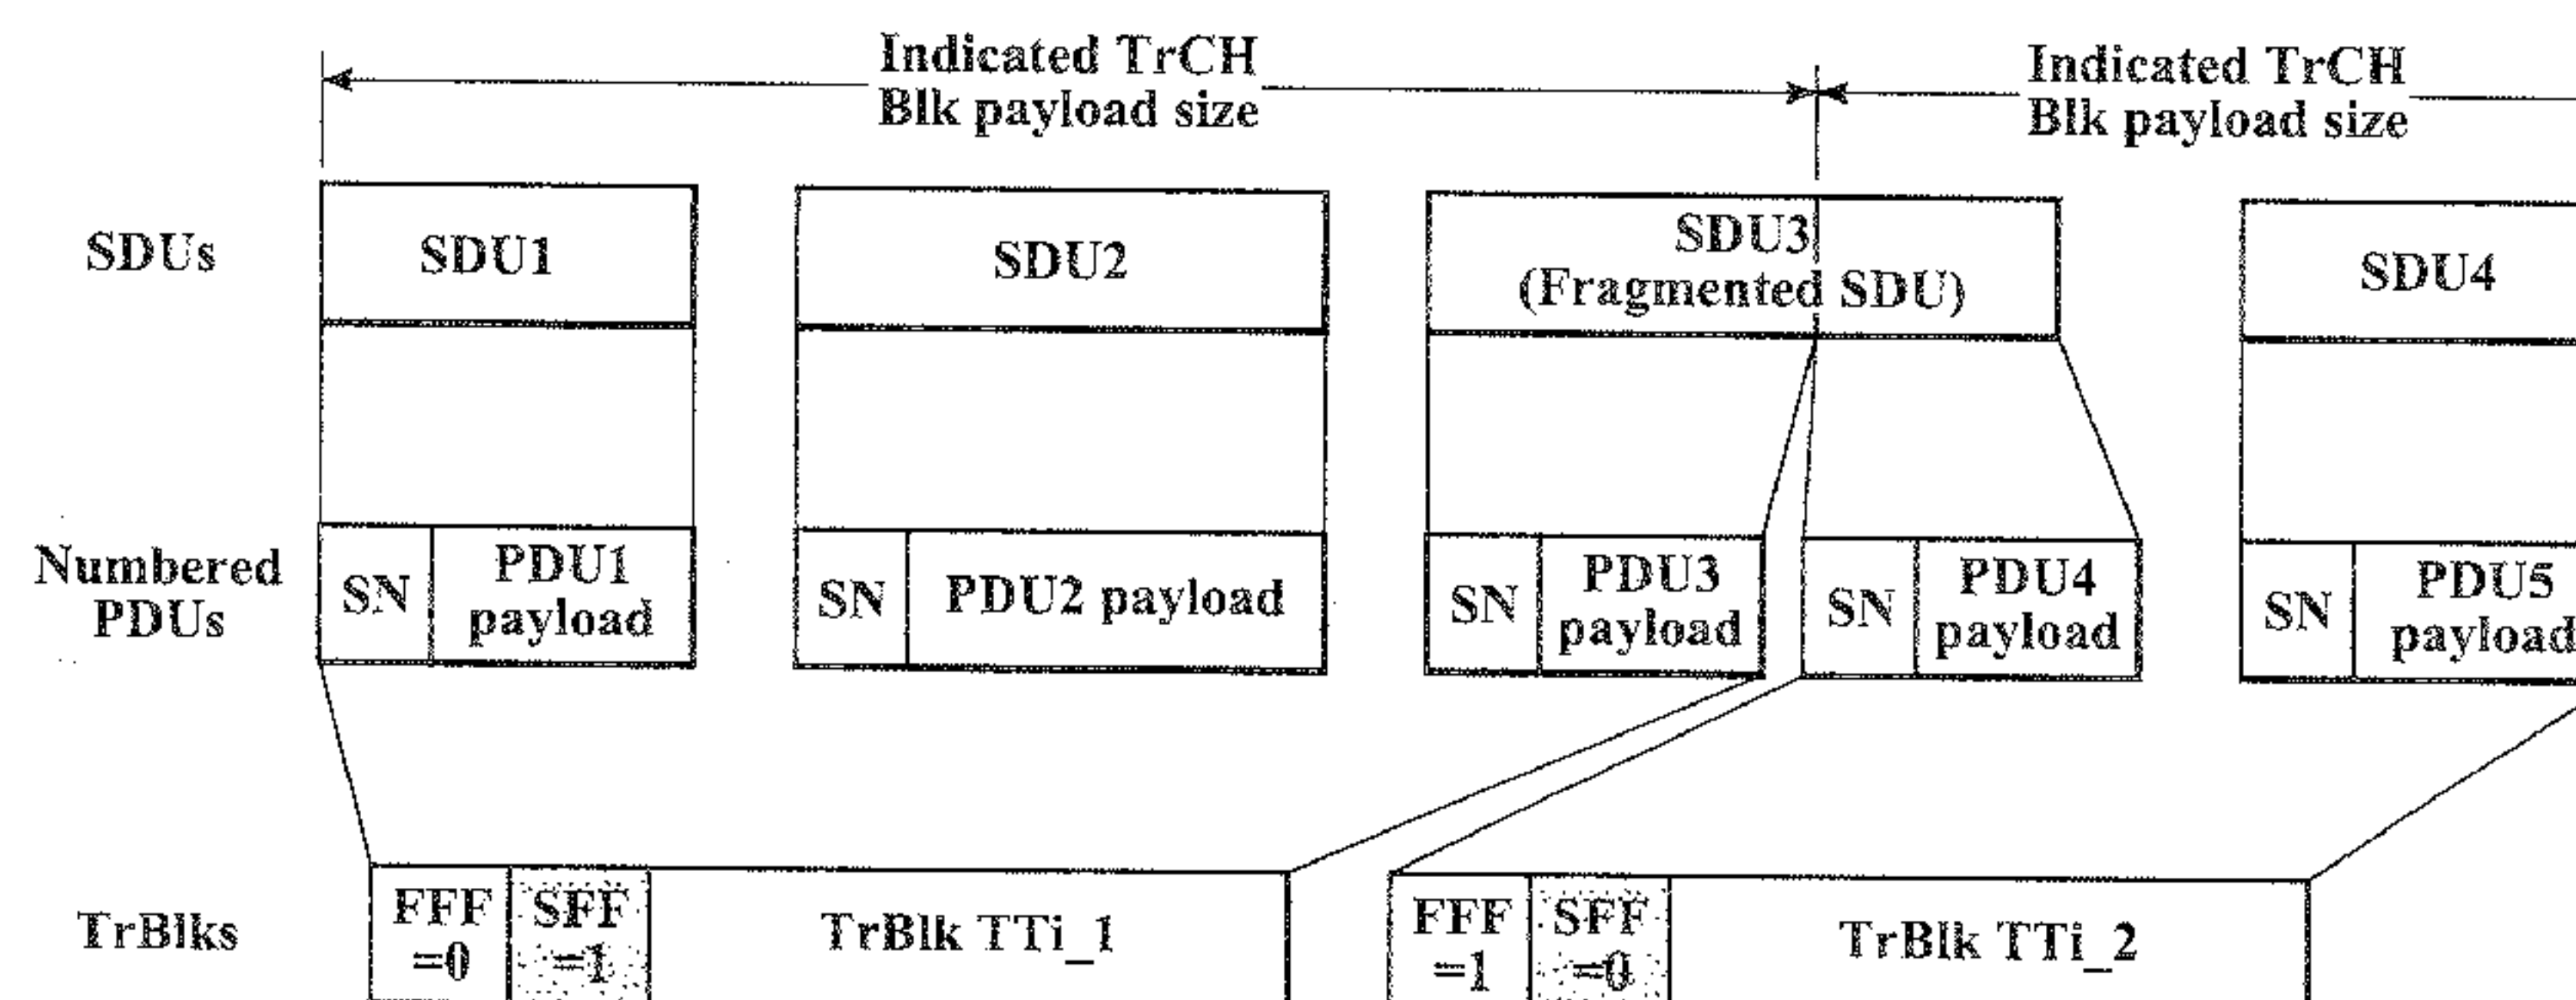 Indicated TrCH
Blk payload size
Indicated TrCH
Blk payload size
SDUs
SDU1
SDU2
SDU3
(Fragmented SDU)
SDU4
Numbered
PDUs
SN
PDU1
payload
SN
PDU2 payload
SN
PDU3
payload
SN
PDU4
payload
SN
PDU5
payload
TrBlks
FFF
=0
SFF
=1
TrBlk TTi_1
FFF
=1
SFF
=0
TrBlk TTi_2